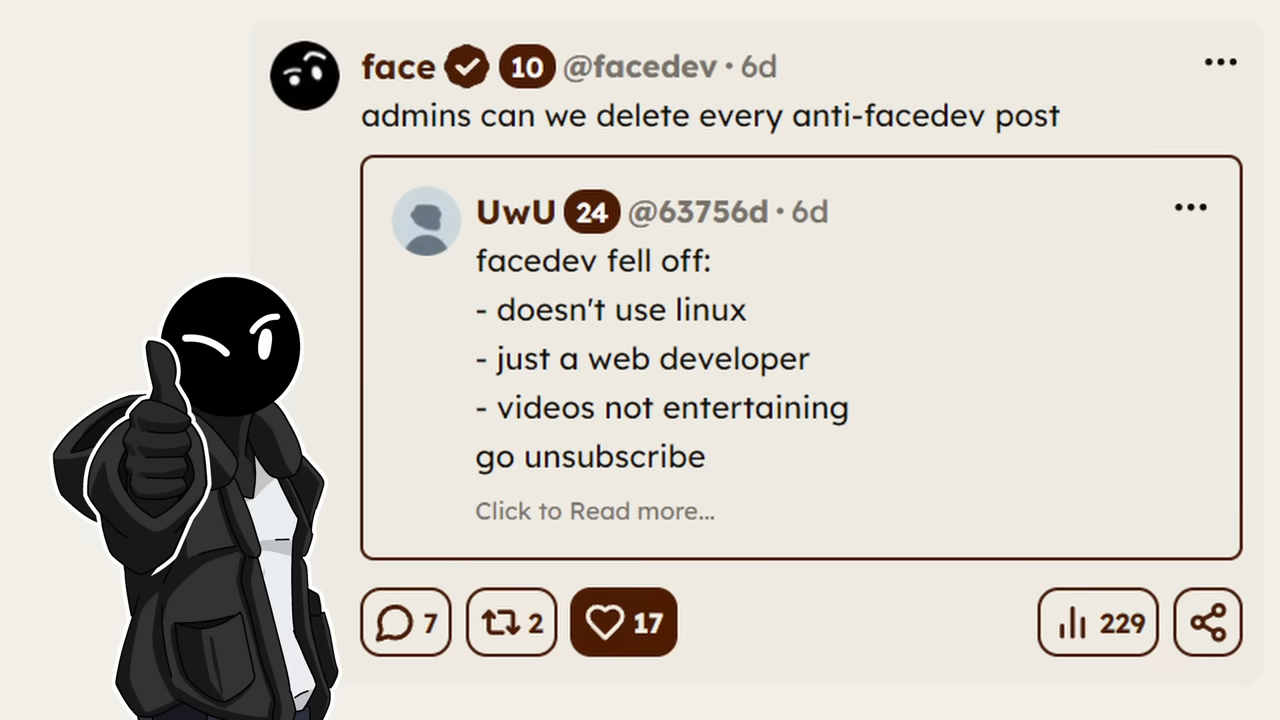 face 10 @facedev · 6d
admins can we delete every anti-facedev post
UwU 24 @63756d · 6d
facedev fell off:
- doesn't use linux
- just a web developer
- videos not entertaining
go unsubscribe
Click to Read more...
7 2 17 229